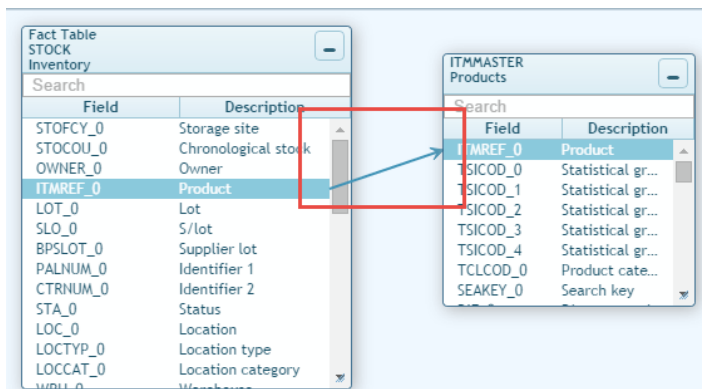 Fact Table
STOCK
Inventory
Search
Field Description
STOFCY_0 Storage site
STOCOU_0 Chronological stock
OWNER_0 Owner
ITMREF_0 Product
LOT_0 Lot
SLO_0 S/lot
BPSLOT_0 Supplier lot
PALNUM_0 Identifier 1
CTRNUM_0 Identifier 2
STA_0 Status
LOC_0 Location
LOCTYP_0 Location type
LOCCAT_0 Location category
ITMMASTER
Products
Search
Field Description
ITMREF_0 Product
TSICOD_0 Statistical gr...
TSICOD_1 Statistical gr...
TSICOD_2 Statistical gr...
TSICOD_3 Statistical gr...
TSICOD_4 Statistical gr...
TCLCOD_0 Product cate...
SEAKEY_0 Search key